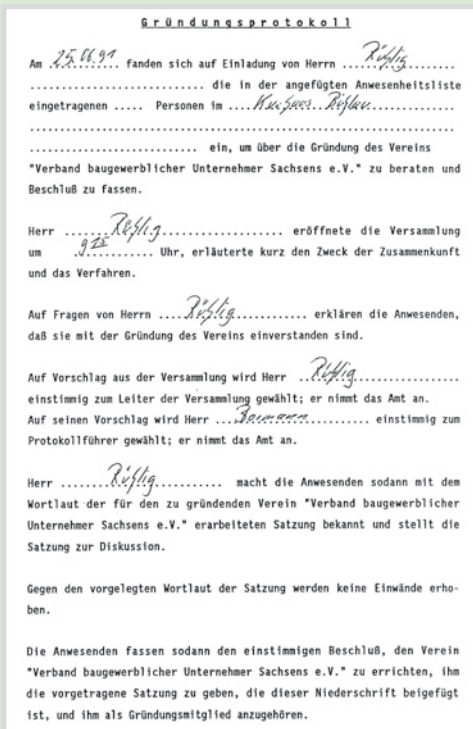 Gründungsprotokoll
Am 25.06.91 fanden sich auf Einladung von Herrn ..................
............................ die in der angefügten Anwesenheitsliste
eingetragenen ..... Personen im ....................
....................................................................
.......................... ein, um über die Gründung des Vereins
"Verband baugewerblicher Unternehmer Sachsens e.V." zu beraten und
Beschluß zu fassen.
Herr .......................... eröffnete die Versammlung
um 9 15 ............ Uhr, erläuterte kurz den Zweck der Zusammenkunft
und das Verfahren.
Auf Fragen von Herrn ........................ erklären die Anwesenden,
daß sie mit der Gründung des Vereins einverstanden sind.
Auf Vorschlag aus der Versammlung wird Herr ........................
einstimmig zum Leiter der Versammlung gewählt; er nimmt das Amt an.
Auf seinen Vorschlag wird Herr ...................... einstimmig zum
Protokollführer gewählt; er nimmt das Amt an.
Herr .......................... macht die Anwesenden sodann mit dem
Wortlaut der für den zu gründenden Verein "Verband baugewerblicher
Unternehmer Sachsens e.V." erarbeiteten Satzung bekannt und stellt die
Satzung zur Diskussion.
Gegen den vorgelegten Wortlaut der Satzung werden keine Einwände erho-
ben.
Die Anwesenden fassen sodann den einstimmigen Beschluß, den Verein
"Verband baugewerblicher Unternehmer Sachsens e.V." zu errichten, ihm
die vorgetragene Satzung zu geben, die dieser Niederschrift beigefügt
ist, und ihm als Gründungsmitglied anzugehören.